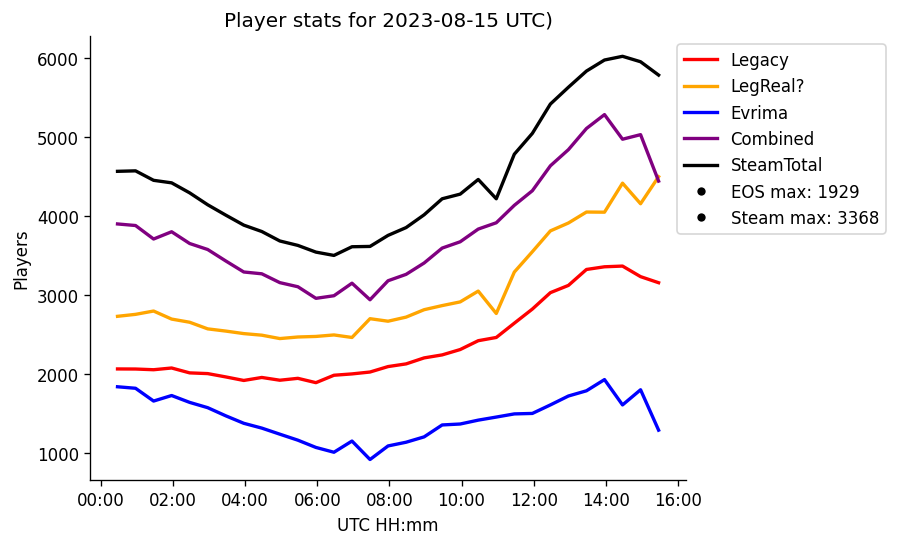 Player stats for 2023-08-15 UTC)
6000
5000
4000
3000
2000
1000
Players
00:00 02:00 04:00 06:00 08:00 10:00 12:00 14:00 16:00
UTC HH:mm
Legacy
LegReal?
Evrima
Combined
SteamTotal
EOS max: 1929
Steam max: 3368